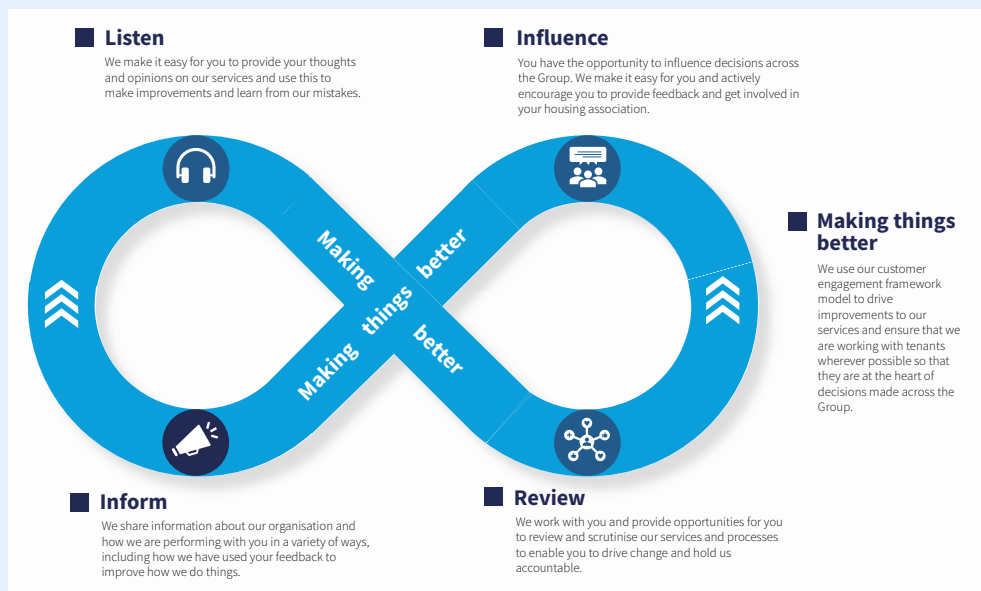 Listen
We make it easy for you to provide your thoughts
and opinions on our services and use this to
make improvements and learn from our mistakes.
Influence
You have the opportunity to influence decisions across
the Group. We make it easy for you and actively
encourage you to provide feedback and get involved in
your housing association.
Making things
better
We use our customer
engagement framework
model to drive
improvements to our
services and ensure that we
are working with tenants
wherever possible so that
they are at the heart of
decisions made across the
Group.
Making things better
Making better
Inform
We share information about our organisation and
how we are performing with you in a variety of ways,
including how we have used your feedback to
improve how we do things.
Review
We work with you and provide opportunities for you
to review and scrutinise our services and processes
to enable you to drive change and hold us
accountable.